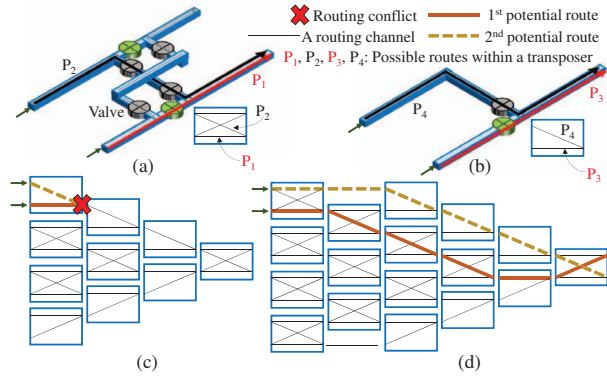 Routing conflict
1st potential route
A routing channel
2nd potential route
P1, P2, P3, P4: Possible routes within a transposer
P2
P1
Valve
P2
P1
(a)
P4
P3
P4
P3
(b)
(c)
(d)